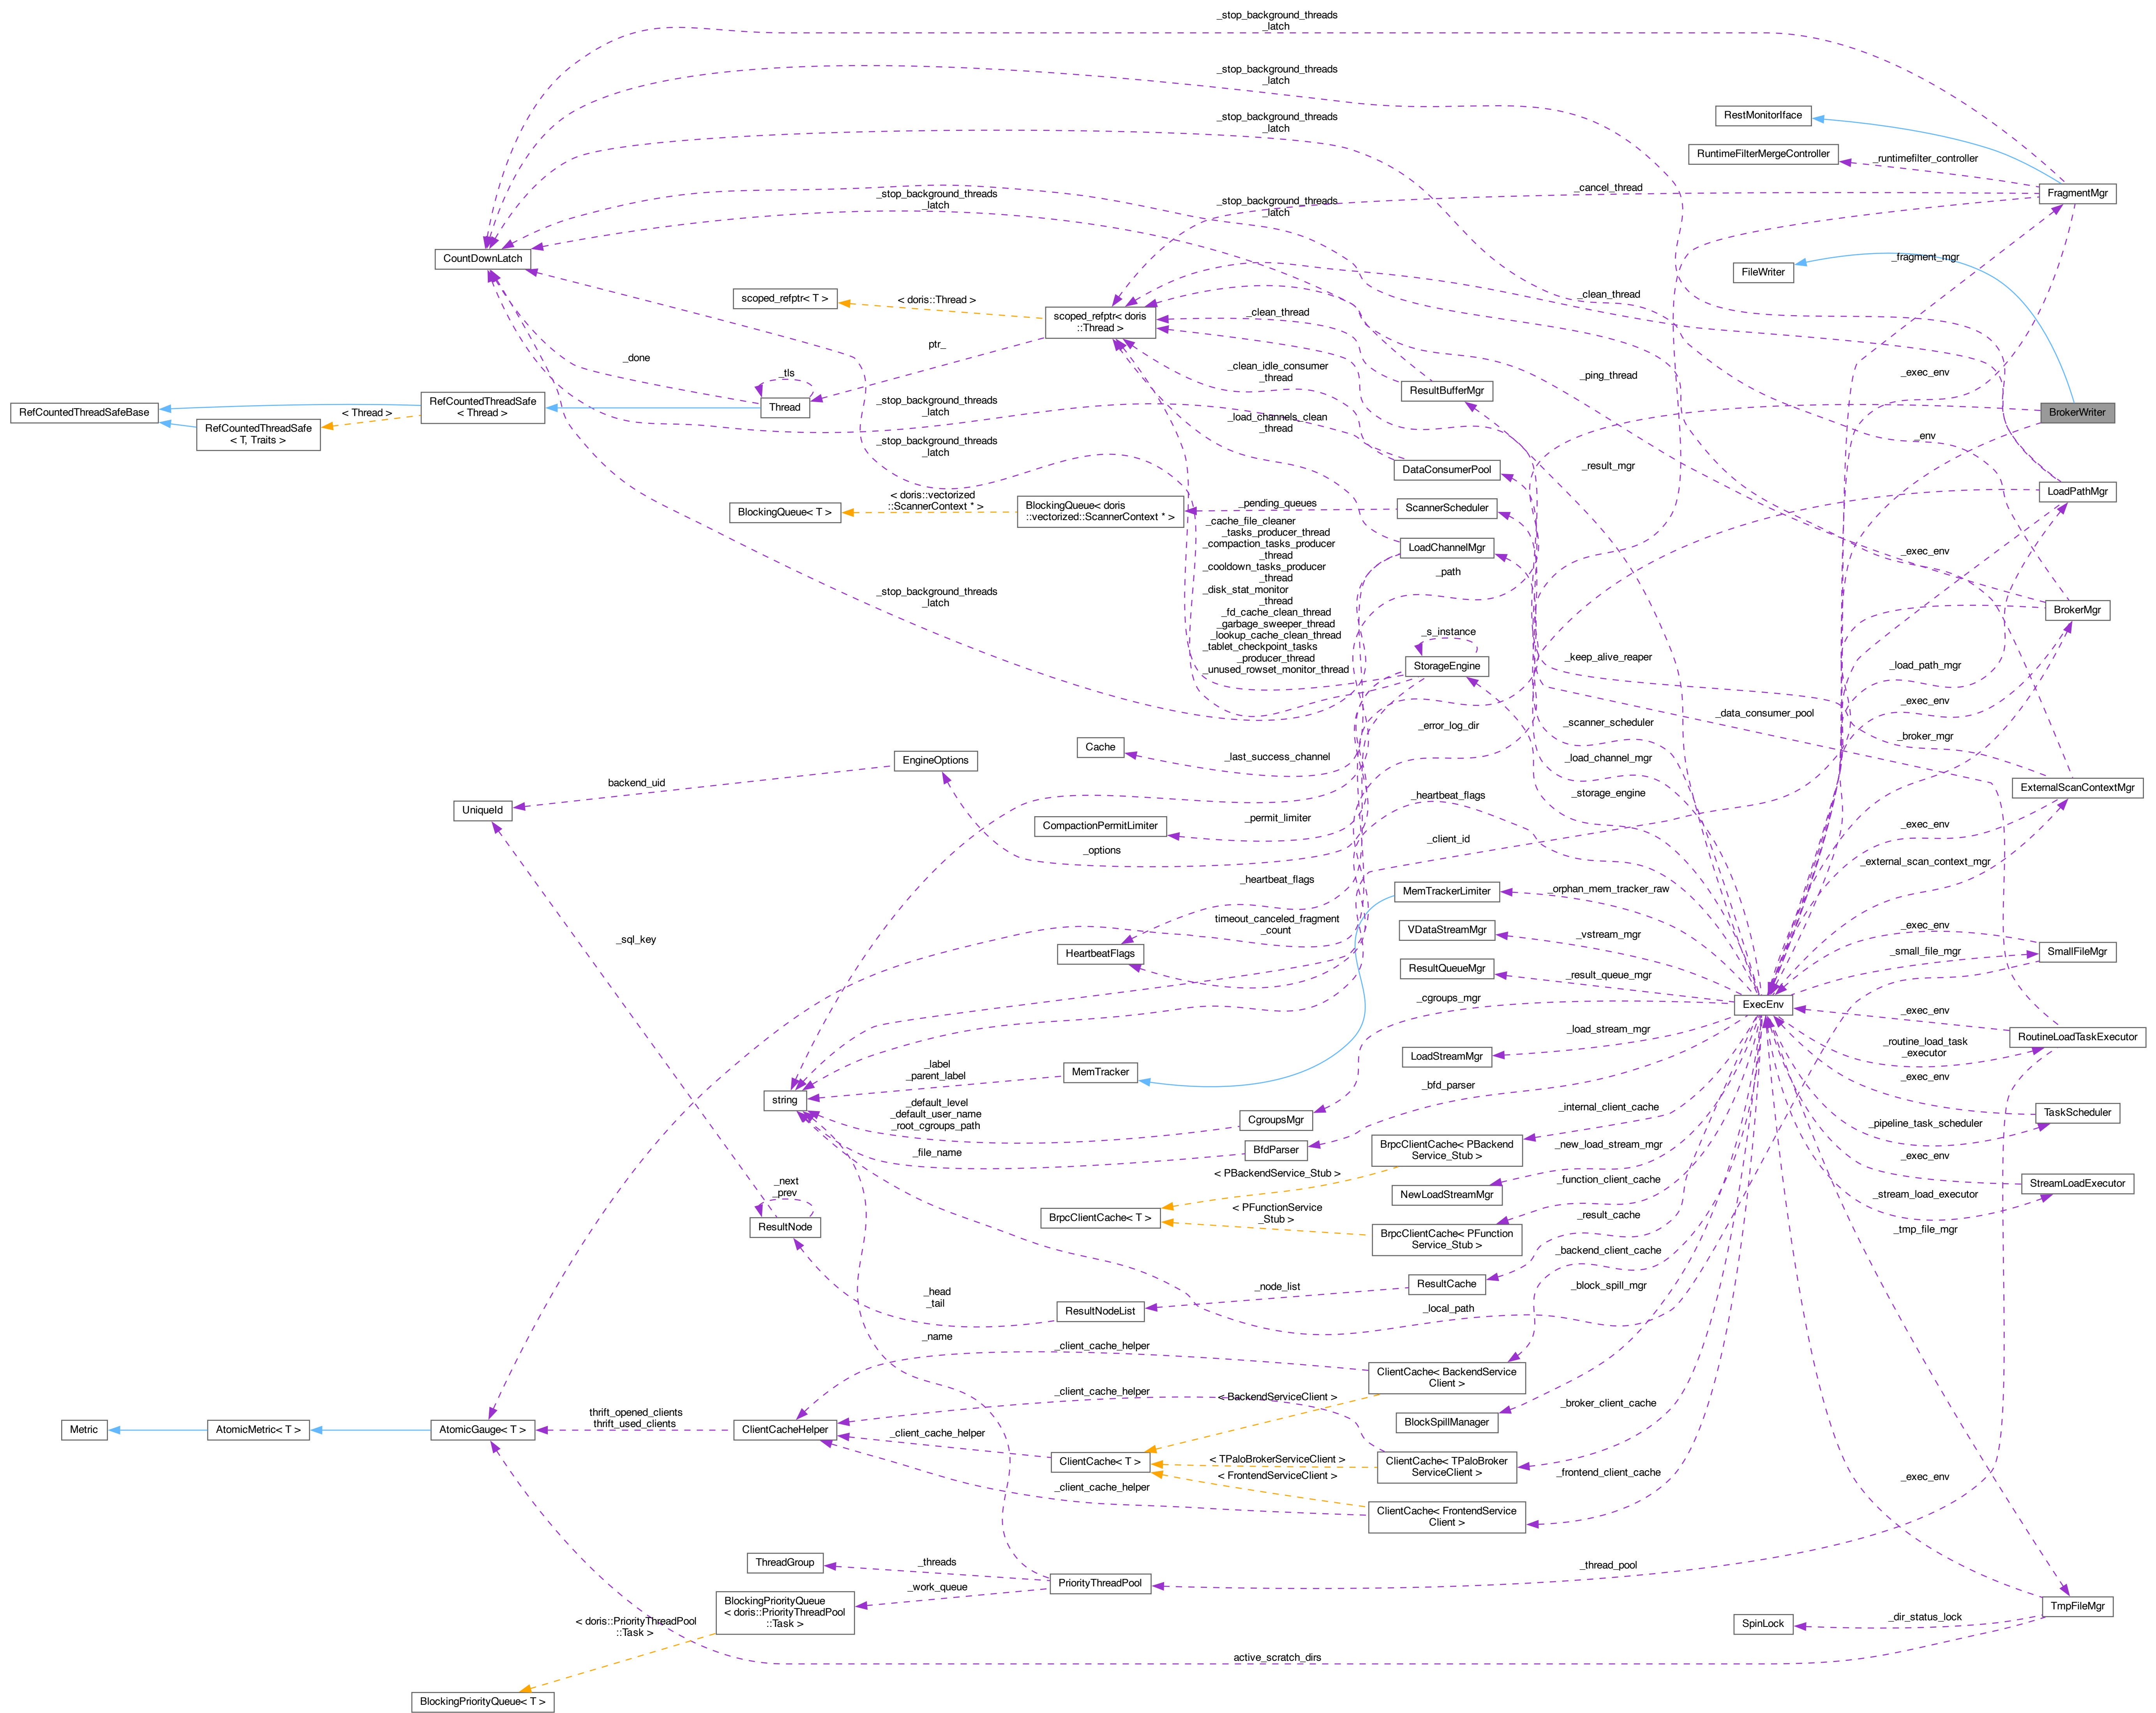 _stop_background_threads
_latch
_stop_background_threads
_latch
RestMonitorIface
_stop_background_threads
_latch
RuntimeFilterMergeController
_runtimefilter_controller
_cancel_thread
FragmentMgr
_stop_background_threads
_latch
_stop_background_threads
_latch
CountDownLatch
_fragment_mgr
FileWriter
scoped_refptr< T >
< doris::Thread >
_clean_thread
scoped_refptr< doris
::Thread >
_clean_thread
ptr_
_done
_tls
_clean_idle_consumer
_thread
_ping_thread
_exec_env
ResultBufferMgr
RefCountedThreadSafeBase
RefCountedThreadSafe
< Thread >
< Thread >
RefCountedThreadSafe
< T, Traits >
Thread
_stop_background_threads
_latch
_load_channels_clean
_thread
BrokerWriter
_env
_stop_background_threads
_latch
_result_mgr
DataConsumerPool
LoadPathMgr
BlockingQueue< T >
< doris::vectorized
::ScannerContext * >
BlockingQueue< doris
::vectorized::ScannerContext * >
_pending_queues
ScannerScheduler
_cache_file_cleaner
_tasks_producer_thread
_compaction_tasks_producer
_thread
_cooldown_tasks_producer
_thread
_disk_stat_monitor
_thread
_fd_cache_clean_thread
_garbage_sweeper_thread
_lookup_cache_clean_thread
_tablet_checkpoint_tasks
_producer_thread
_unused_rowset_monitor_thread
LoadChannelMgr
_exec_env
_path
_stop_background_threads
_latch
BrokerMgr
_s_instance
StorageEngine
_keep_alive_reaper
_load_path_mgr
_exec_env
_error_log_dir
_scanner_scheduler
_data_consumer_pool
_broker_mgr
Cache
_last_success_channel
_load_channel_mgr
EngineOptions
backend_uid
_heartbeat_flags
_storage_engine
ExternalScanContextMgr
UniqueId
CompactionPermitLimiter
_permit_limiter
_options
_client_id
_exec_env
_external_scan_context_mgr
_heartbeat_flags
MemTrackerLimiter
_orphan_mem_tracker_raw
timeout_canceled_fragment
_count
VDataStreamMgr
_vstream_mgr
_exec_env
_sql_key
HeartbeatFlags
_small_file_mgr
SmallFileMgr
ResultQueueMgr
_result_queue_mgr
_cgroups_mgr
ExecEnv
_exec_env
RoutineLoadTaskExecutor
_load_stream_mgr
_routine_load_task
_executor
LoadStreamMgr
_label
_parent_label
MemTracker
_bfd_parser
_exec_env
string
_default_level
_default_user_name
_root_cgroups_path
CgroupsMgr
_internal_client_cache
TaskScheduler
_pipeline_task_scheduler
_file_name
BfdParser
BrpcClientCache< PBackend
Service_Stub >
_new_load_stream_mgr
_exec_env
< PBackendService_Stub >
_next
_prev
NewLoadStreamMgr
_function_client_cache
StreamLoadExecutor
_stream_load_executor
ResultNode
BrpcClientCache< T >
< PFunctionService
_Stub >
BrpcClientCache< PFunction
Service_Stub >
_result_cache
_tmp_file_mgr
_backend_client_cache
_head
_tail
_node_list
ResultCache
_block_spill_mgr
ResultNodeList
_local_path
_name
_client_cache_helper
ClientCache< BackendService
Client >
_client_cache_helper
< BackendServiceClient >
Metric
AtomicMetric< T >
AtomicGauge< T >
thrift_opened_clients
thrift_used_clients
ClientCacheHelper
BlockSpillManager
_broker_client_cache
_client_cache_helper
ClientCache< T >
< TPaloBrokerServiceClient >
ClientCache< TPaloBroker
ServiceClient >
< FrontendServiceClient >
_frontend_client_cache
_exec_env
_client_cache_helper
ClientCache< FrontendService
Client >
ThreadGroup
_threads
_thread_pool
PriorityThreadPool
_work_queue
BlockingPriorityQueue
< doris::PriorityThreadPool
::Task >
TmpFileMgr
< doris::PriorityThreadPool
::Task >
SpinLock
_dir_status_lock
active_scratch_dirs
BlockingPriorityQueue< T >